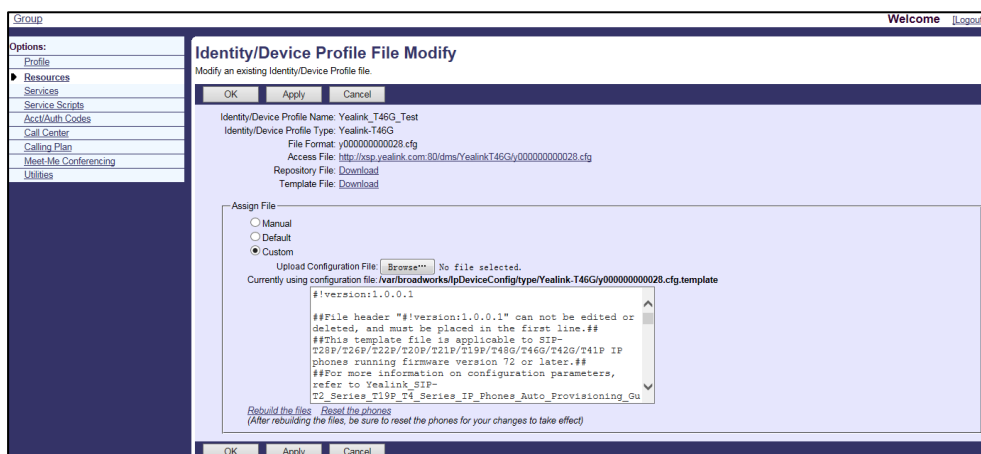 Group
Welcome [Logout
Options:
Profile
Resources
Services
Service Scripts
Acct/Auth Codes
Call Center
Calling Plan
Meet-Me Conferencing
Utilities
Identity/Device Profile File Modify
Modify an existing Identity/Device Profile file.
OK Apply Cancel
Identity/Device Profile Name: Yealink_T46G_Test
Identity/Device Profile Type: Yealink-T46G
File Format: y000000000028.cfg
Access File: http://xsp.yealink.com:80/dms/YealinkT46G/y000000000028.cfg
Repository File: Download
Template File: Download
Assign File
Manual
Default
Custom
Upload Configuration File: Browse… No file selected.
Currently using configuration file: /var/broadworks/IpDeviceConfig/type/Yealink-T46G/y000000000028.cfg.template
#!version:1.0.0.1
##File header "#!version:1.0.0.1" can not be edited or
deleted, and must be placed in the first line.##
##This template file is applicable to SIP-
T28P/T26P/T22P/T20P/T21P/T19P/T48G/T46G/T42G/T41P IP
phones running firmware version 72 or later.##
##For more information on configuration parameters,
refer to Yealink_SIP-
T2_Series_T19P_T4_Series_IP_Phones_Auto_Provisioning_Gu
Rebuild the files Reset the phones
(After rebuilding the files, be sure to reset the phones for your changes to take effect)
OK Apply Cancel